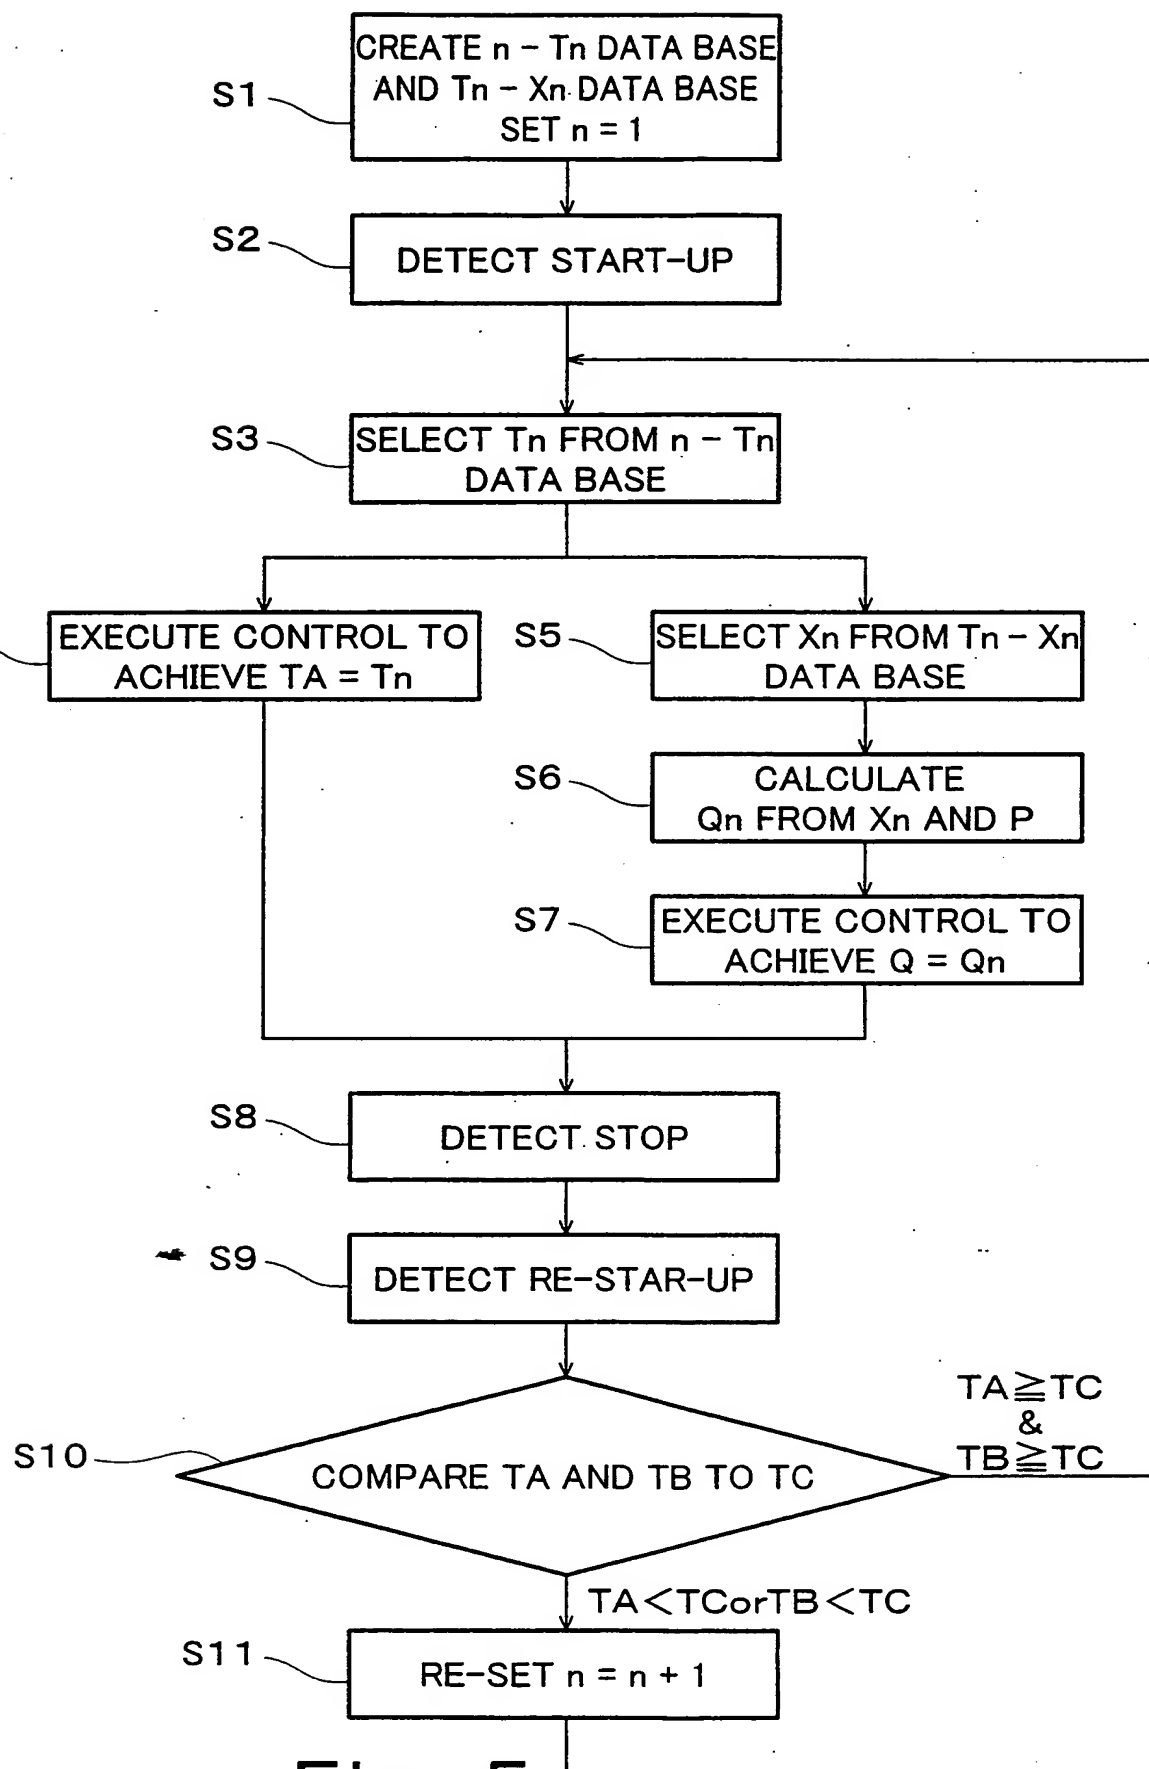 S1
CREATE n - Tn DATA BASE
AND Tn - Xn DATA BASE
SET n = 1
S2
DETECT START-UP
S3
SELECT Tn FROM n - Tn
DATA BASE
EXECUTE CONTROL TO
ACHIEVE TA = Tn
S5
SELECT Xn FROM Tn - Xn
DATA BASE
S6
CALCULATE
Qn FROM Xn AND P
S7
EXECUTE CONTROL TO
ACHIEVE Q = Qn
S8
DETECT STOP
S9
DETECT RE-STAR-UP
S10
COMPARE TA AND TB TO TC
TA≧TC
&
TB≧TC
TA<TCorTB<TC
S11
RE-SET n = n + 1